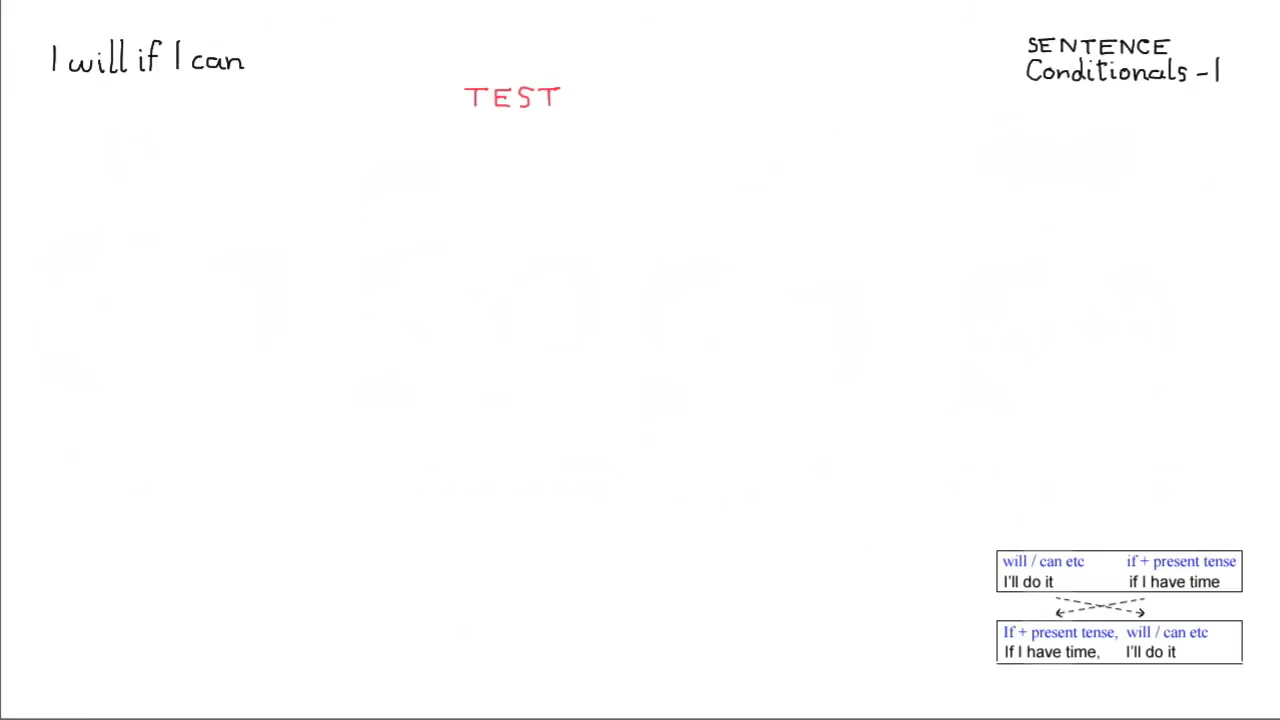 I will if I can
SENTENCE
Conditionals - 1
TEST
will / can etc if + present tense
I'll do it if I have time
If + present tense, will / can etc
If I have time, I'll do it